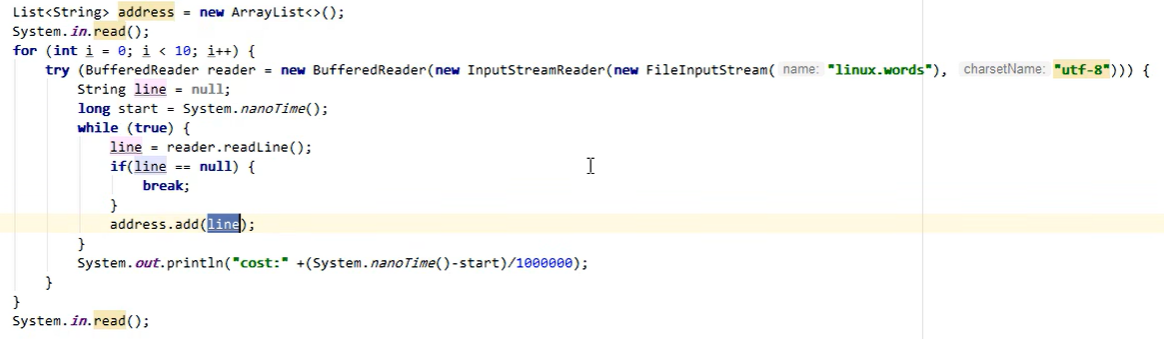 List<String> address = new ArrayList<>();
System.in.read();
for (int i = 0; i < 10; i++) {
    try (BufferedReader reader = new BufferedReader(new InputStreamReader(new FileInputStream( name: "linux.words"), charsetName: "utf-8"))) {
        String line = null;
        long start = System.nanoTime();
        while (true) {
            line = reader.readLine();
            if(line == null) {
                break;
            }
            address.add(line);
        }
        System.out.println("cost:" +(System.nanoTime()-start)/1000000);
    }
}
System.in.read();